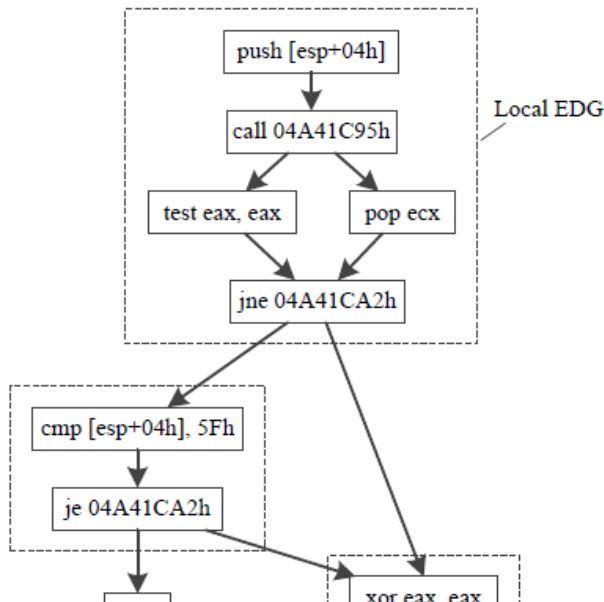 push [esp+04h]
Local EDG
call 04A41C95h
test eax, eax
pop ecx
jne 04A41CA2h
cmp [esp+04h], 5Fh
je 04A41CA2h
xor eax, eax